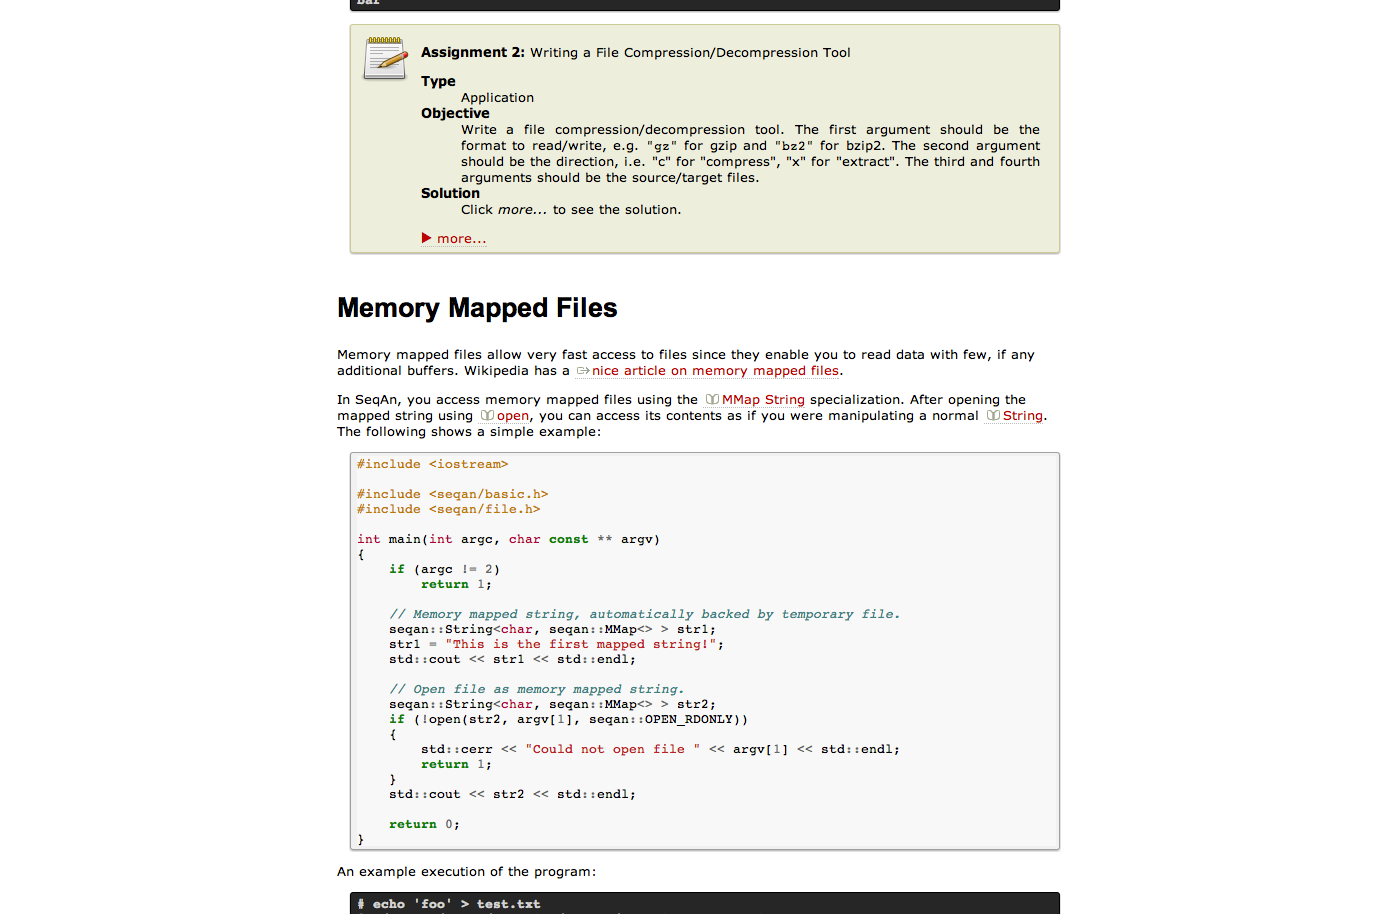 bar
Assignment 2: Writing a File Compression/Decompression Tool
Type
Application
Objective
Write a file compression/decompression tool. The first argument should be the
format to read/write, e.g. "gz" for gzip and "bz2" for bzip2. The second argument
should be the direction, i.e. "c" for "compress", "x" for "extract". The third and fourth
arguments should be the source/target files.
Solution
Click more... to see the solution.
more...
Memory Mapped Files
Memory mapped files allow very fast access to files since they enable you to read data with few, if any
additional buffers. Wikipedia has a nice article on memory mapped files.
In SeqAn, you access memory mapped files using the MMap String specialization. After opening the
mapped string using open, you can access its contents as if you were manipulating a normal String.
The following shows a simple example:
#include <iostream>
#include <seqan/basic.h>
#include <seqan/file.h>
int main(int argc, char const ** argv)
{
    if (argc != 2)
        return 1;
    // Memory mapped string, automatically backed by temporary file.
    seqan::String<char, seqan::MMap<> > str1;
    str1 = "This is the first mapped string!";
    std::cout << str1 << std::endl;
    // Open file as memory mapped string.
    seqan::String<char, seqan::MMap<> > str2;
    if (!open(str2, argv[1], seqan::OPEN_RDONLY))
    {
        std::cerr << "Could not open file " << argv[1] << std::endl;
        return 1;
    }
    std::cout << str2 << std::endl;
    return 0;
}
An example execution of the program:
# echo 'foo' > test.txt